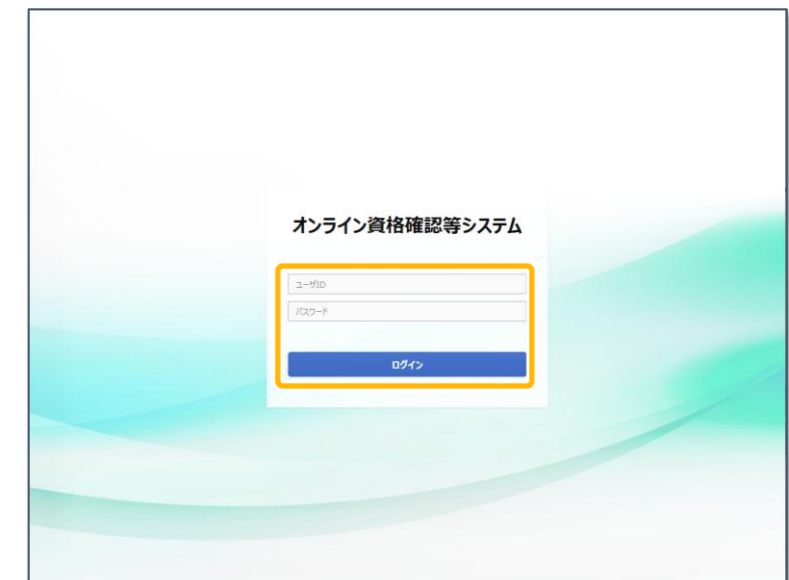 オンライン資格確認等システム
ユーザID
パスワード
ログイン